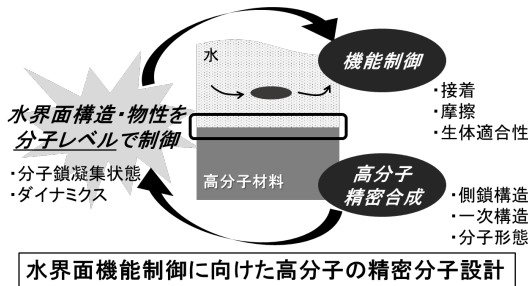 水
機能制御
・接着
・摩擦
・生体適合性
水界面構造・物性を
分子レベルで制御
・分子鎖凝集状態
・ダイナミクス
高分子材料
高分子
精密合成
・側鎖構造
・一次構造
・分子形態
水界面機能制御に向けた高分子の精密分子設計